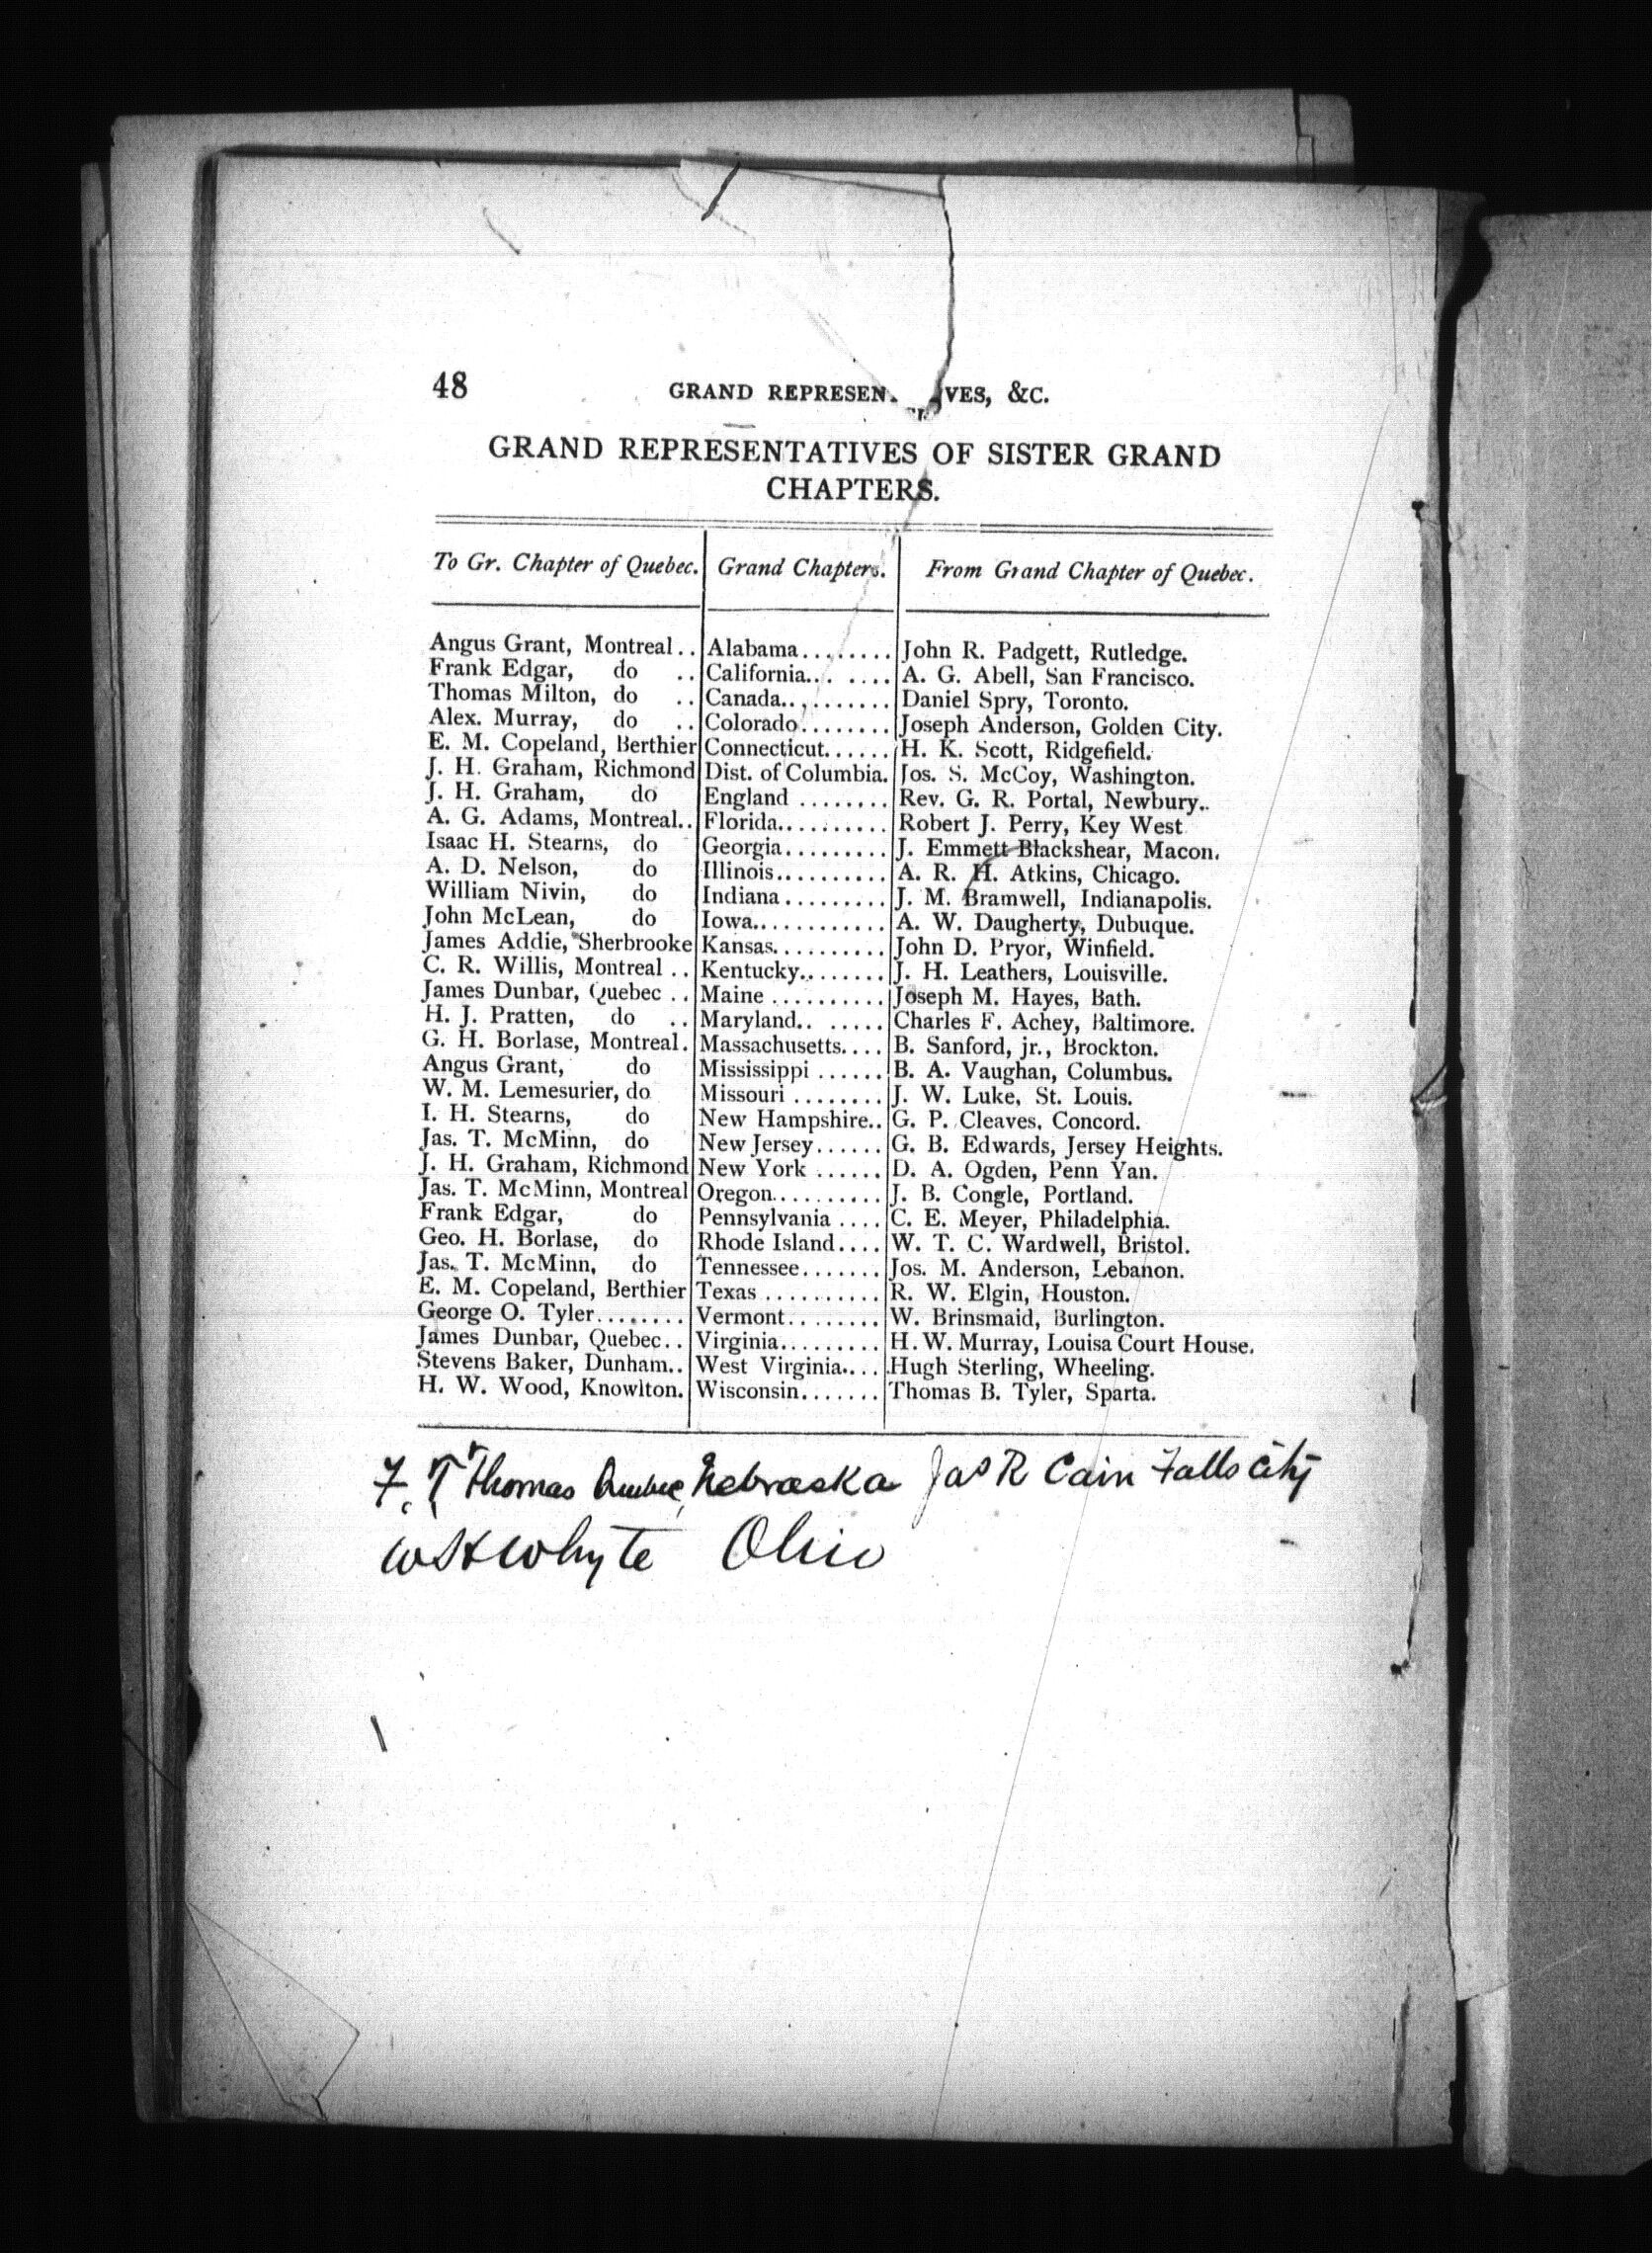 48 GRAND REPRESEN. VES, &C.
GRAND REPRESENTATIVES OF SISTER GRAND
CHAPTERS.
To Gr. Chapter of Quebec. Grand Chapters. From Grand Chapter of Quebec.
Angus Grant, Montreal.. Alabama........ John R. Padgett, Rutledge.
Frank Edgar, do .. California... .... A. G. Abell, San Francisco.
Thomas Milton, do .. Canada........... Daniel Spry, Toronto.
Alex. Murray, do .. Colorado........ Joseph Anderson, Golden City.
E. M. Copeland, Berthier Connecticut...... H. K. Scott, Ridgefield.
J. H. Graham, Richmond Dist. of Columbia. Jos. S. McCoy, Washington.
J. H. Graham, do England ........ Rev. G. R. Portal, Newbury..
A. G. Adams, Montreal.. Florida.......... Robert J. Perry, Key West
Isaac H. Stearns, do Georgia......... J. Emmett Blackshear, Macon.
A. D. Nelson, do Illinois.......... A. R. H. Atkins, Chicago.
William Nivin, do Indiana ......... J. M. Bramwell, Indianapolis.
John McLean, do Iowa............ A. W. Daugherty, Dubuque.
James Addie, Sherbrooke Kansas.......... John D. Pryor, Winfield.
C. R. Willis, Montreal .. Kentucky........ J. H. Leathers, Louisville.
James Dunbar, Quebec .. Maine .......... Joseph M. Hayes, Bath.
H. J. Pratten, do .. Maryland.. ..... Charles F. Achey, Baltimore.
G. H. Borlase, Montreal. Massachusetts.... B. Sanford, jr., Brockton.
Angus Grant, do Mississippi ...... B. A. Vaughan, Columbus.
W. M. Lemesurier, do Missouri ........ J. W. Luke, St. Louis.
I. H. Stearns, do New Hampshire.. G. P. Cleaves, Concord.
Jas. T. McMinn, do New Jersey...... G. B. Edwards, Jersey Heights.
J. H. Graham, Richmond New York ...... D. A. Ogden, Penn Yan.
Jas. T. McMinn, Montreal Oregon.......... J. B. Congle, Portland.
Frank Edgar, do Pennsylvania .... C. E. Meyer, Philadelphia.
Geo. H. Borlase, do Rhode Island.... W. T. C. Wardwell, Bristol.
Jas. T. McMinn, do Tennessee....... Jos. M. Anderson, Lebanon.
E. M. Copeland, Berthier Texas .......... R. W. Elgin, Houston.
George O. Tyler........ Vermont........ W. Brinsmaid, Burlington.
James Dunbar, Quebec.. Virginia......... H. W. Murray, Louisa Court House.
Stevens Baker, Dunham.. West Virginia.... Hugh Sterling, Wheeling.
H. W. Wood, Knowlton. Wisconsin....... Thomas B. Tyler, Sparta.
F. T. Thomas Quebec, Nebraska Jas R Cain Falls City
W H Whyte Ohio